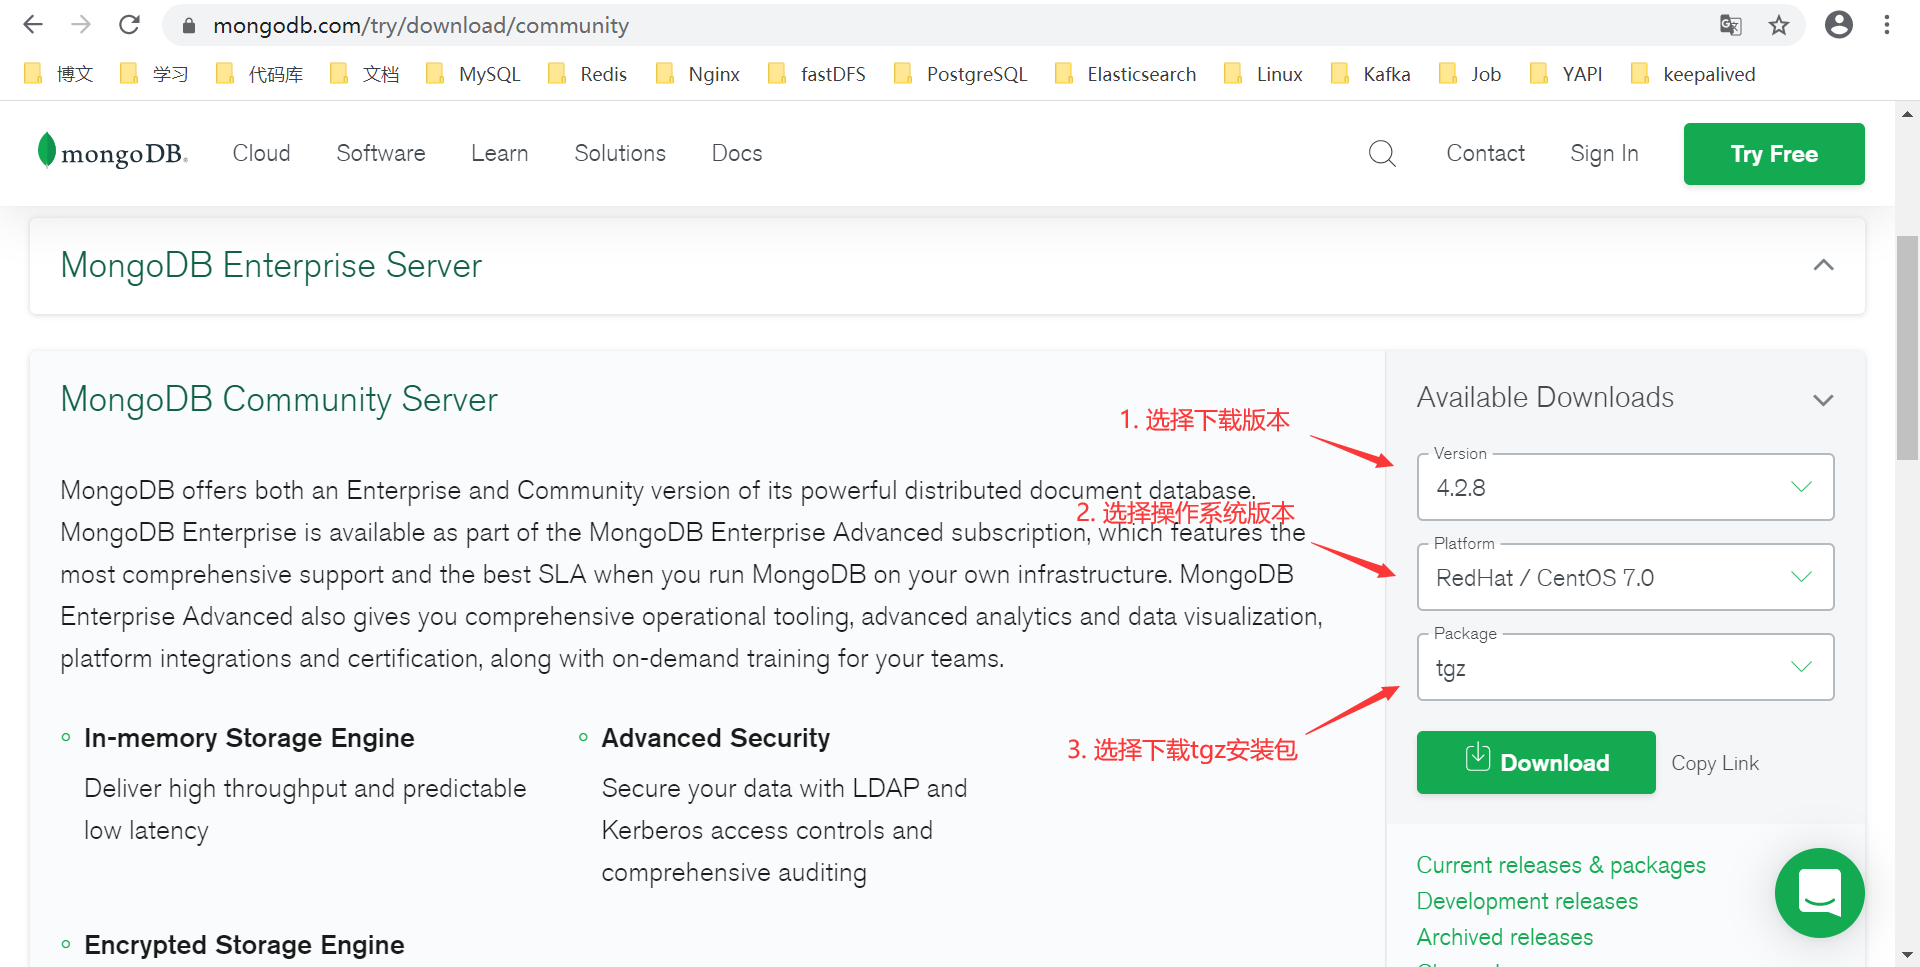 mongodb.com/try/download/community
博文 学习 代码库 文档 MySQL Redis Nginx fastDFS PostgreSQL Elasticsearch Linux Kafka Job YAPI keepalived
mongoDB. Cloud Software Learn Solutions Docs Contact Sign In Try Free
MongoDB Enterprise Server
MongoDB Community Server
MongoDB offers both an Enterprise and Community version of its powerful distributed document database.
MongoDB Enterprise is available as part of the MongoDB Enterprise Advanced subscription, which features the
most comprehensive support and the best SLA when you run MongoDB on your own infrastructure. MongoDB
Enterprise Advanced also gives you comprehensive operational tooling, advanced analytics and data visualization,
platform integrations and certification, along with on-demand training for your teams.
In-memory Storage Engine
Deliver high throughput and predictable
low latency
Advanced Security
Secure your data with LDAP and
Kerberos access controls and
comprehensive auditing
Encrypted Storage Engine
1. 选择下载版本
2. 选择操作系统版本
3. 选择下载tgz安装包
Available Downloads
Version
4.2.8
Platform
RedHat / CentOS 7.0
Package
tgz
Download Copy Link
Current releases & packages
Development releases
Archived releases